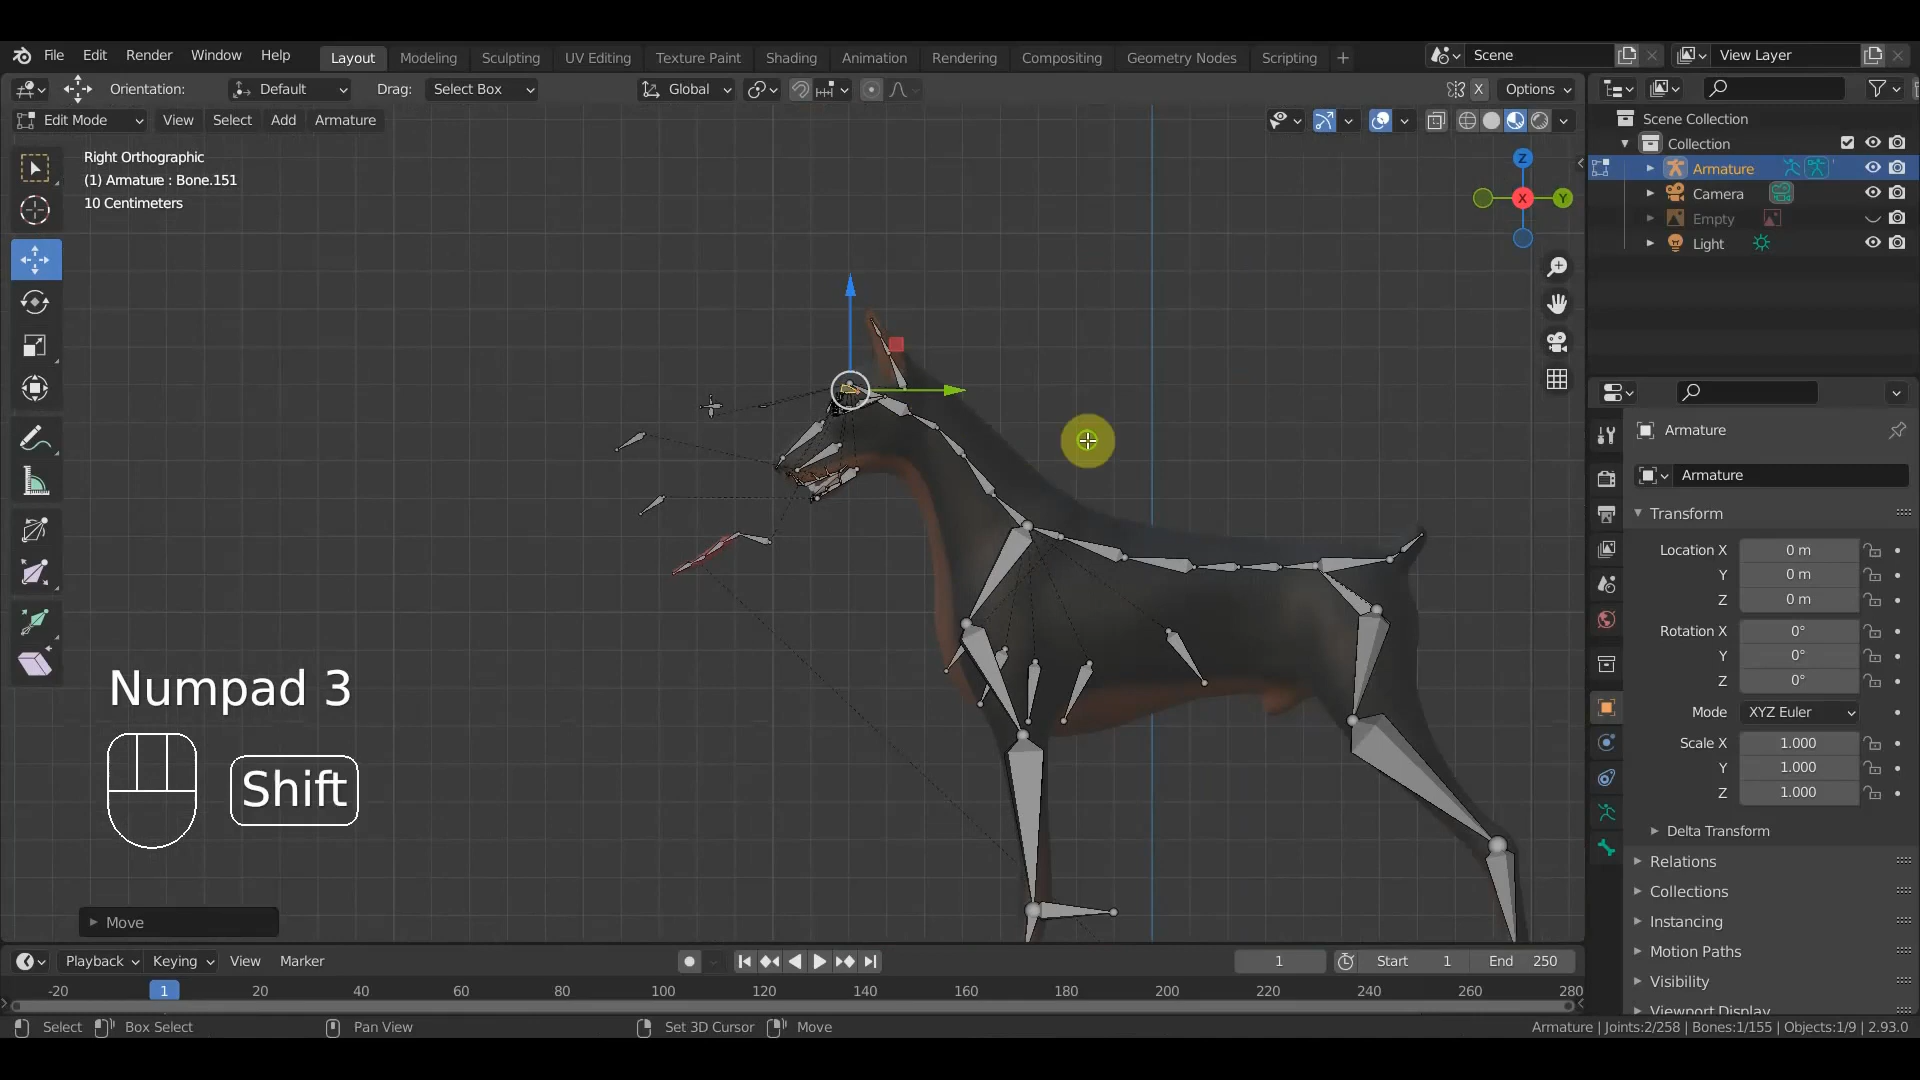 File Edit Render Window Help Layout Modeling Sculpting UV Editing Texture Paint Shading Animation Rendering Compositing Geometry Nodes Scripting + Scene View Layer
Orientation: Default Drag: Select Box Global X Options
Edit Mode View Select Add Armature
Right Orthographic
(1) Armature : Bone.151
10 Centimeters
Z
X
Y
Scene Collection
Collection
Armature
Camera
Empty
Light
Armature
Armature
Transform
Location X 0 m
Y 0 m
Z 0 m
Rotation X 0°
Y 0°
Z 0°
Mode XYZ Euler
Scale X 1.000
Y 1.000
Z 1.000
Delta Transform
Relations
Collections
Instancing
Motion Paths
Visibility
Viewport Display
Numpad 3
Shift
Move
Playback Keying View Marker 1 Start 1 End 250
-20 1 20 40 60 80 100 120 140 160 180 200 220 240 260 280
Select Box Select Pan View Set 3D Cursor Move Armature | Joints:2/258 | Bones:1/155 | Objects:1/9 | 2.93.0